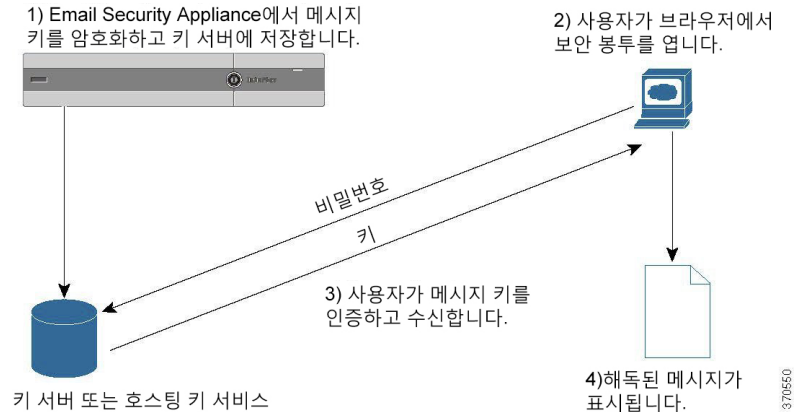 1) Email Security Appliance에서 메시지
키를 암호화하고 키 서버에 저장합니다.
2) 사용자가 브라우저에서
보안 봉투를 엽니다.
비밀번호
키
3) 사용자가 메시지 키를
인증하고 수신합니다.
키 서버 또는 호스팅 키 서비스
4)해독된 메시지가
표시됩니다.
370550